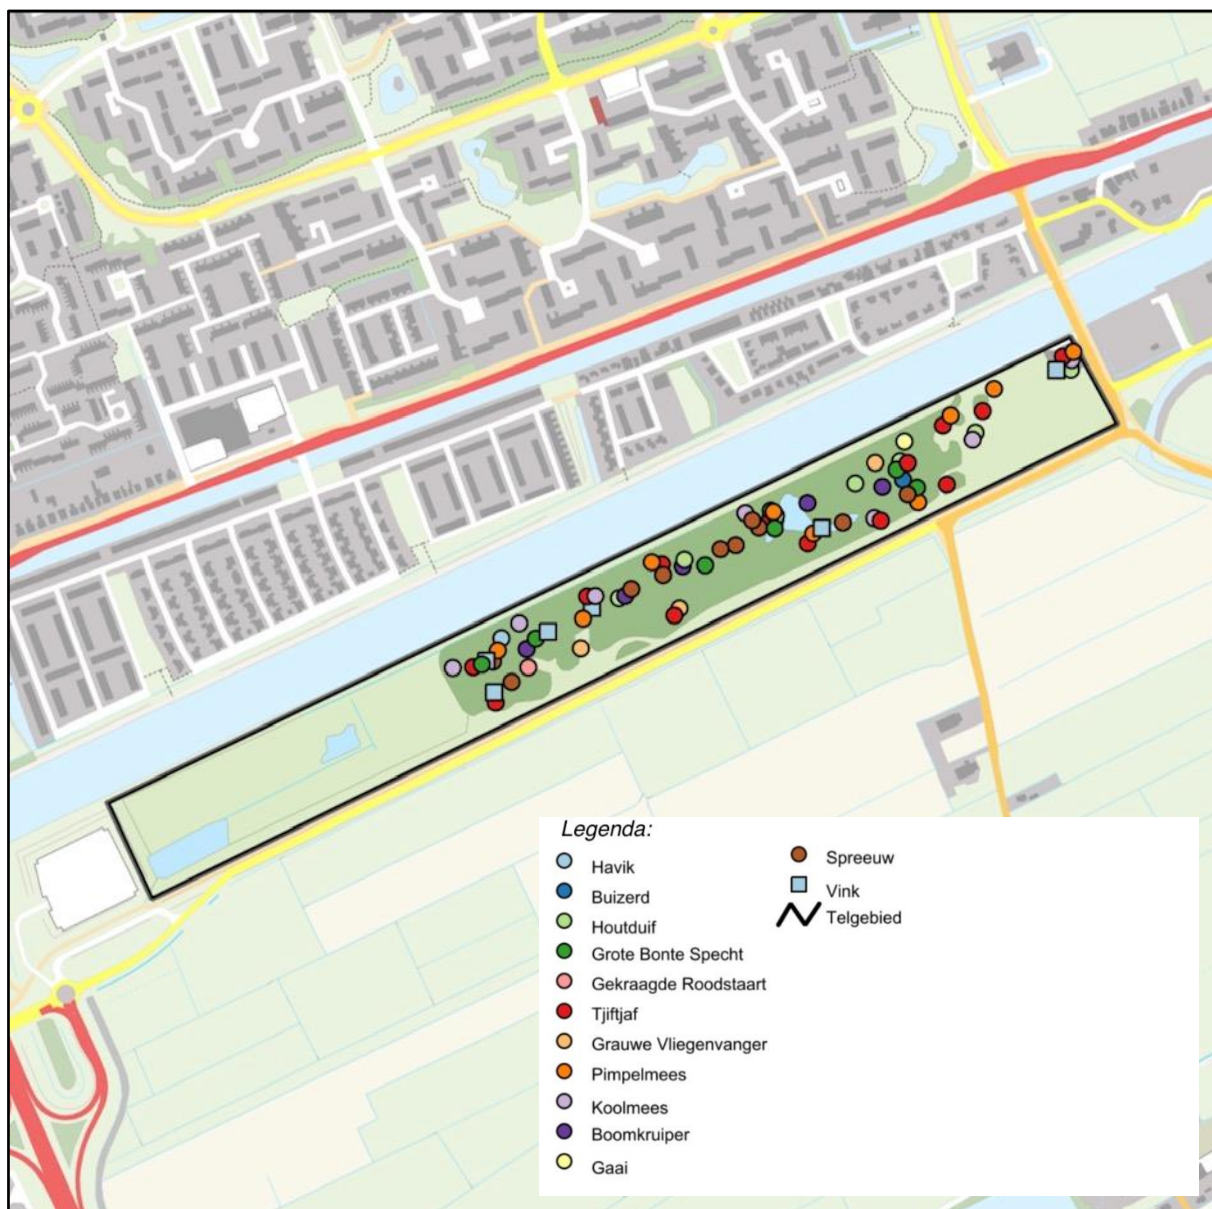 Legenda:
Havik
Buizerd
Houtduif
Grote Bonte Specht
Gekraagde Roodstaart
Tjiftjaf
Grauwe Vliegenvanger
Pimpelmees
Koolmees
Boomkruiper
Gaai
Spreeuw
Vink
Telgebied